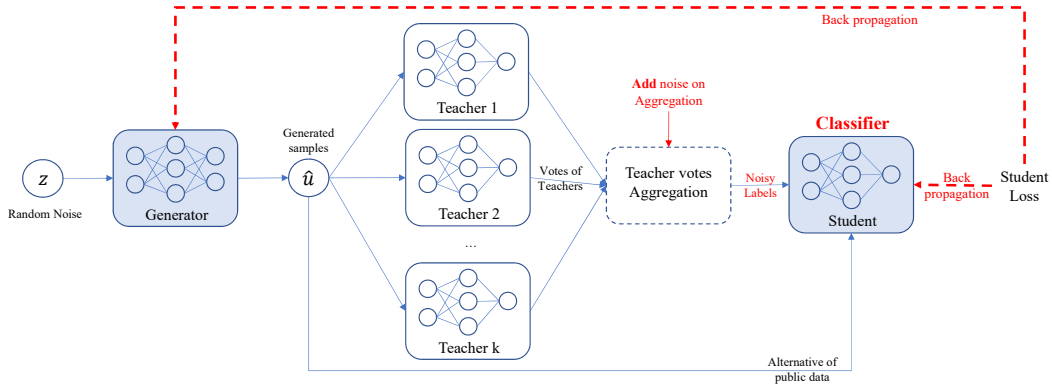 Back propagation
Teacher 1
Add noise on
Aggregation
Classifier
Generated
samples
z
Random Noise
Generator
û
Teacher 2
Votes of
Teachers
Teacher votes
Aggregation
Noisy
Labels
Student
Back
propagation
Student
Loss
...
Teacher k
Alternative of
public data